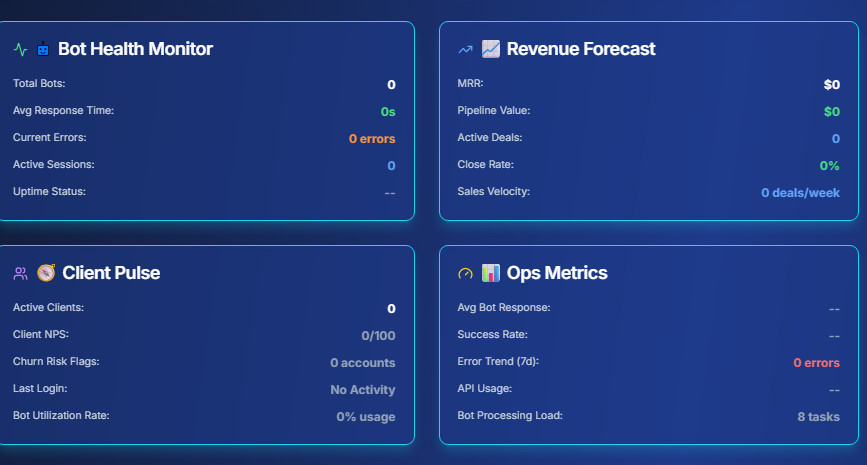 Bot Health Monitor
Total Bots: 0
Avg Response Time: 0s
Current Errors: 0 errors
Active Sessions: 0
Uptime Status: --
Revenue Forecast
MRR: $0
Pipeline Value: $0
Active Deals: 0
Close Rate: 0%
Sales Velocity: 0 deals/week
Client Pulse
Active Clients: 0
Client NPS: 0/100
Churn Risk Flags: 0 accounts
Last Login: No Activity
Bot Utilization Rate: 0% usage
Ops Metrics
Avg Bot Response: --
Success Rate: --
Error Trend (7d): 0 errors
API Usage: --
Bot Processing Load: 8 tasks